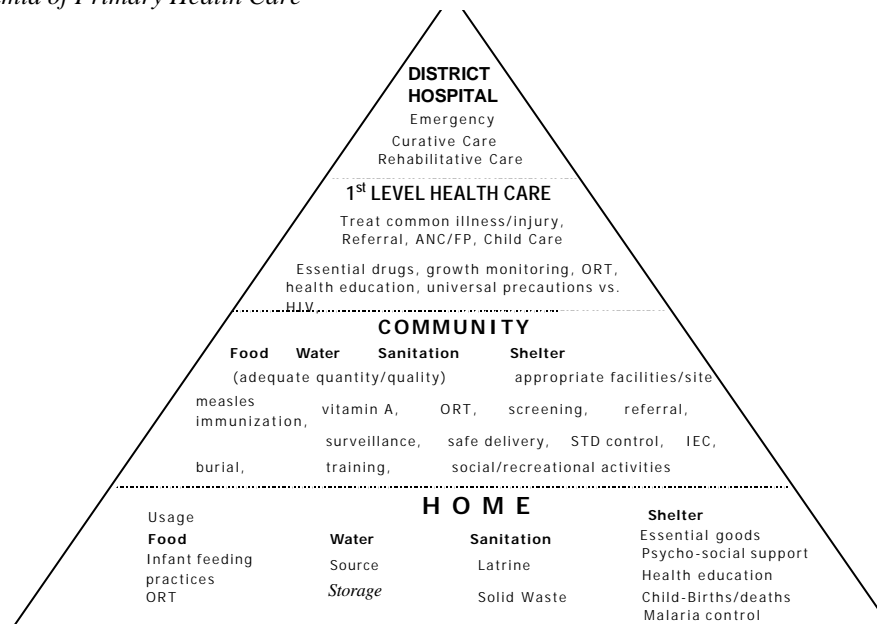 of Primary Health Care
DISTRICT
HOSPITAL
Emergency
Curative Care
Rehabilitative Care
1st LEVEL HEALTH CARE
Treat common illness/injury,
Referral, ANC/FP, Child Care
Essential drugs, growth monitoring, ORT,
health education, universal precautions vs.
HIV,
COMMUNITY
Food Water Sanitation Shelter
(adequate quantity/quality) appropriate facilities/site
measles
immunization, vitamin A, ORT, screening, referral,
surveillance, safe delivery, STD control, IEC,
burial, training, social/recreational activities
HOME
Usage
Food
Infant feeding
practices
ORT
Water
Source
Storage
Sanitation
Latrine
Solid Waste
Shelter
Essential goods
Psycho-social support
Health education
Child-Births/deaths
Malaria control